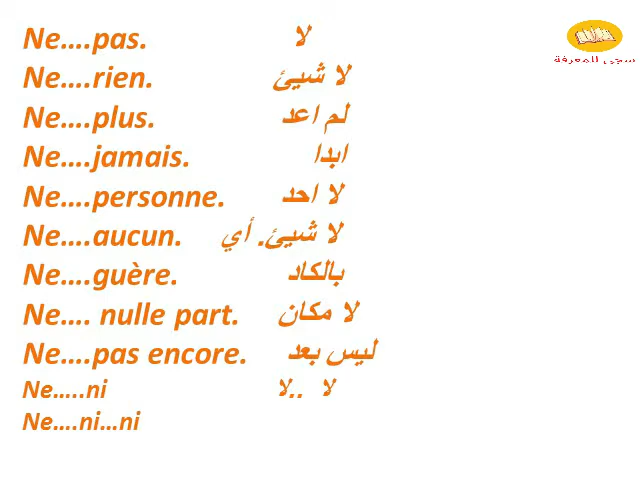 Ne....pas. لا
Ne....rien. لا شيئ
Ne....plus. لم اعد
Ne....jamais. ابدا
Ne....personne. لا احد
Ne....aucun. لا شيئ. أي
Ne....guère. بالكاد
Ne.... nulle part. لا مكان
Ne....pas encore. ليس بعد
Ne.....ni لا ..لا
Ne....ni...ni
سجى للمعرفة